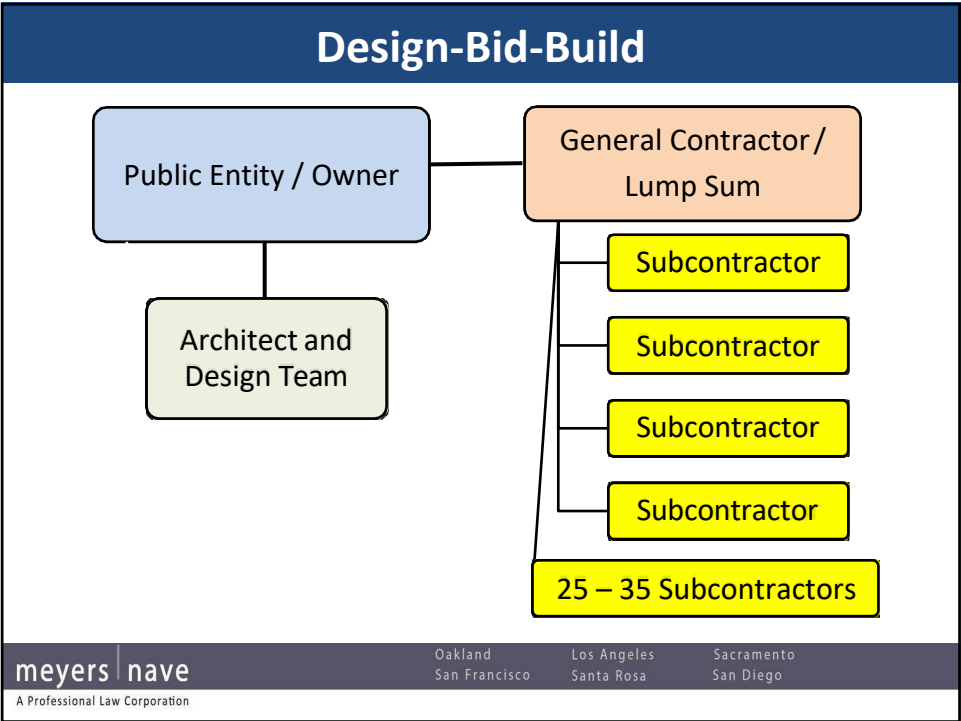 Design-Bid-Build
Public Entity / Owner
General Contractor /
Lump Sum
Architect and
Design Team
Subcontractor
Subcontractor
Subcontractor
Subcontractor
25 – 35 Subcontractors
meyers nave
A Professional Law Corporation
Oakland Los Angeles Sacramento
San Francisco Santa Rosa San Diego